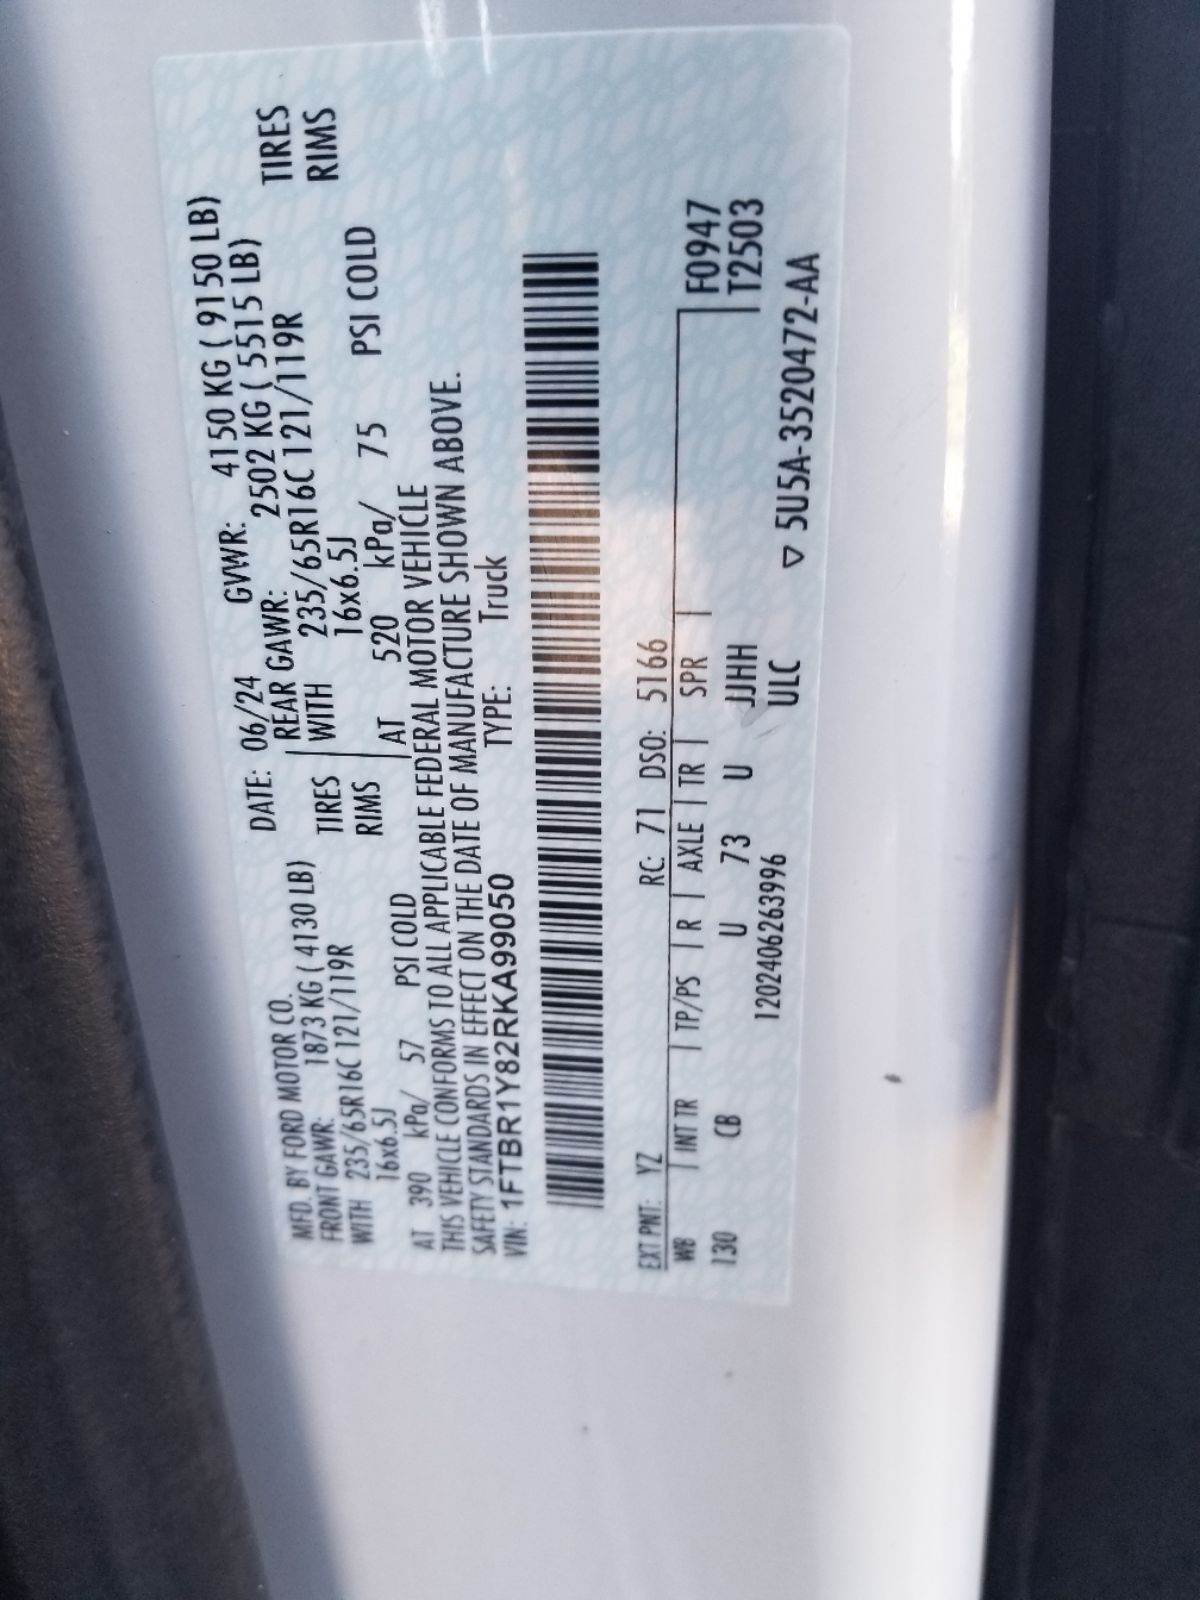 MFD. BY FORD MOTOR CO. DATE: 06/24 GVWR: 4150 KG ( 9150 LB)
FRONT GAWR: 1873 KG ( 4130 LB) REAR GAWR: 2502 KG ( 5515 LB)
WITH 235/65R16C 121/119R TIRES WITH 235/65R16C 121/119R TIRES
16x6.5J RIMS 16x6.5J RIMS
AT 390 kPa/ 57 PSI COLD AT 520 kPa/ 75 PSI COLD
THIS VEHICLE CONFORMS TO ALL APPLICABLE FEDERAL MOTOR VEHICLE
SAFETY STANDARDS IN EFFECT ON THE DATE OF MANUFACTURE SHOWN ABOVE.
VIN: 1FTBR1Y82RKA99050 TYPE: Truck
EXT PNT: YZ RC: 71 DSO: 5166
WB | INT TR | TP/PS | R | AXLE | TR | SPR | F0947
130 CB U 73 U JJHH T2503
1202406263996 ULC
▽ 5U5A-3520472-AA